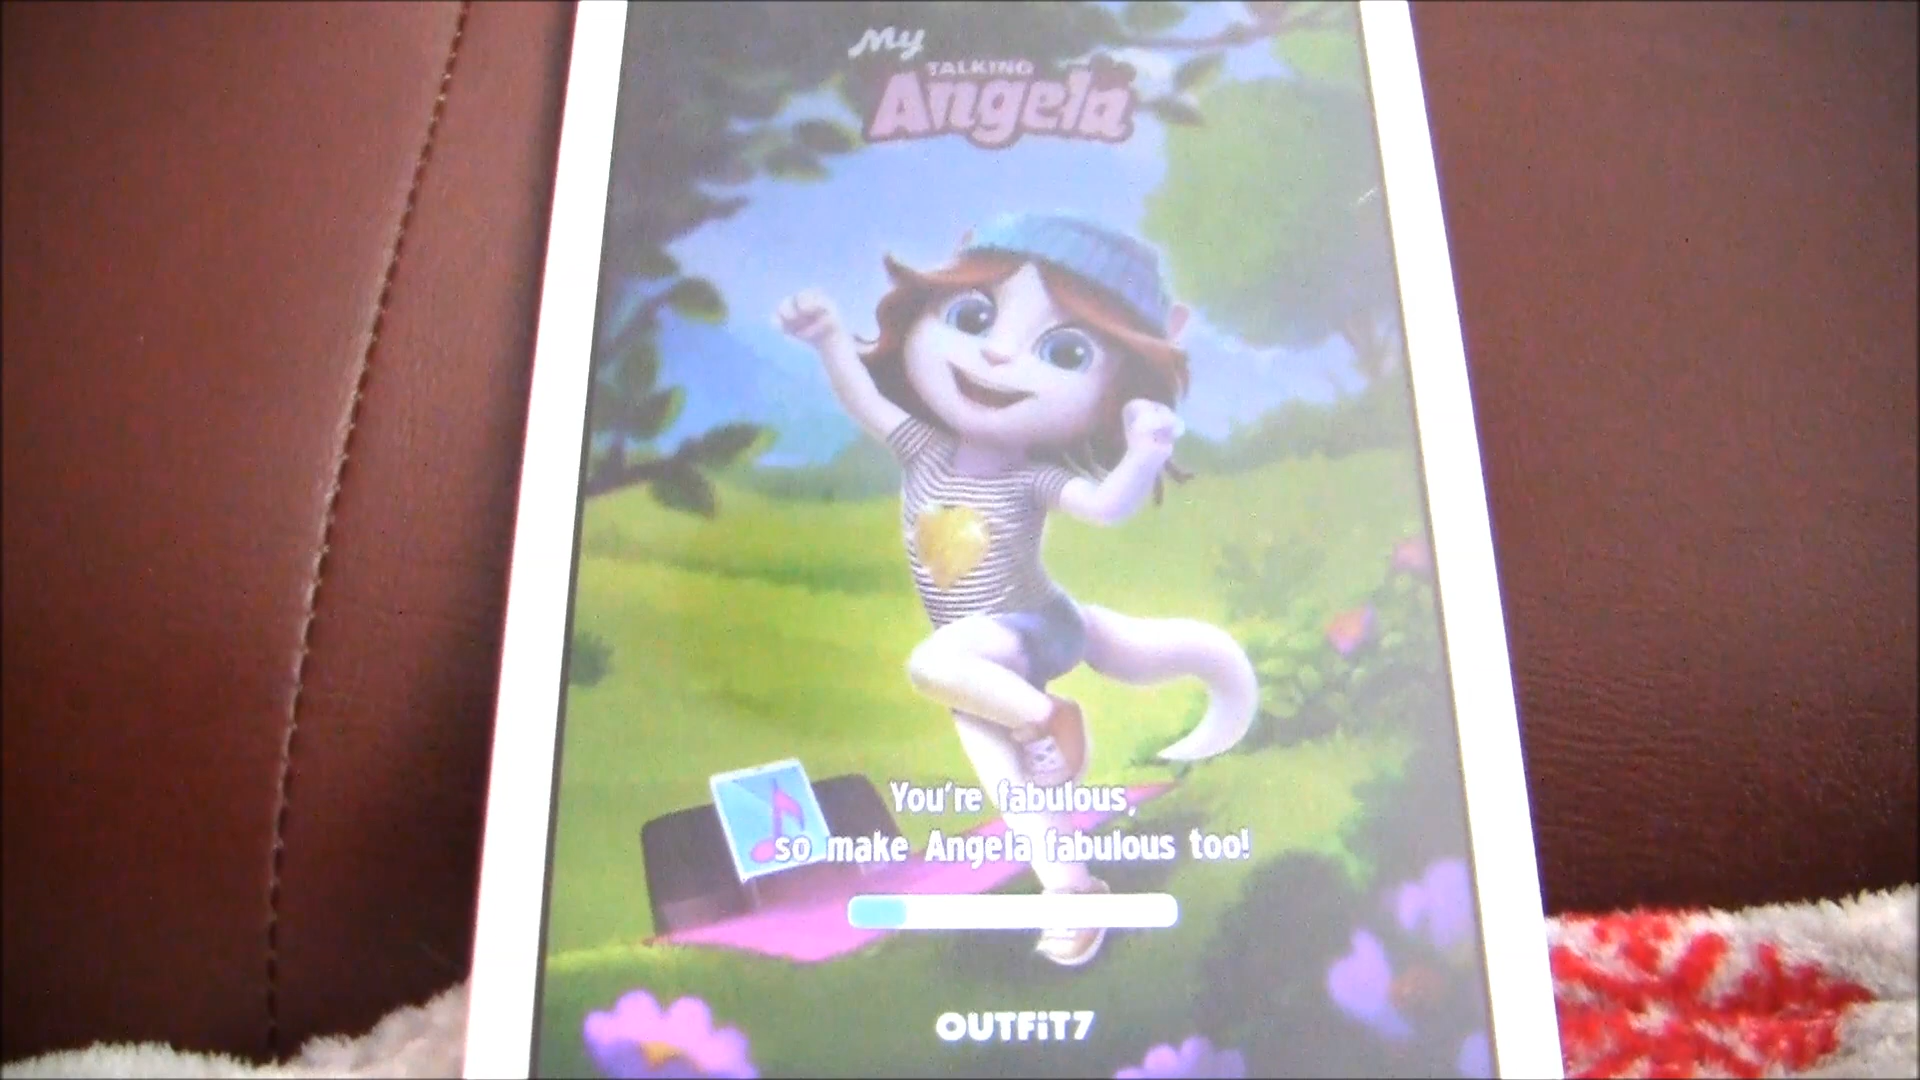 My
TALKING
Angela
You're fabulous,
so make Angela fabulous too!
OUTFiT7